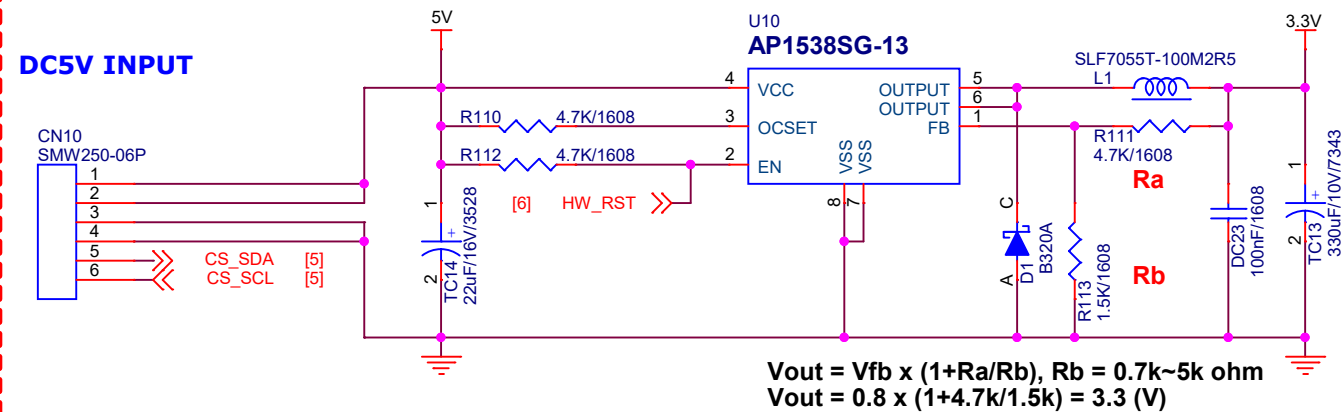 5V
U10
AP1538SG-13
3.3V
DC5V INPUT
SLF7055T-100M2R5
L1
4 VCC
OUTPUT 5
OUTPUT 6
FB 1
R110 4.7K/1608
3 OCSET
R111
4.7K/1608
CN10
SMW250-06P
R112 4.7K/1608
2 EN
VSS
VSS
8
7
Ra
1
2
3
4
5
6
[6] HW_RST
CS_SDA [5]
CS_SCL [5]
1
+
2
TC14
22uF/16V/3528
C
A
D1
B320A
R113
1.5K/1608
Rb
DC23
100nF/1608
1
+
2
TC13
330uF/10V/7343
Vout = Vfb x (1+Ra/Rb), Rb = 0.7k~5k ohm
Vout = 0.8 x (1+4.7k/1.5k) = 3.3 (V)